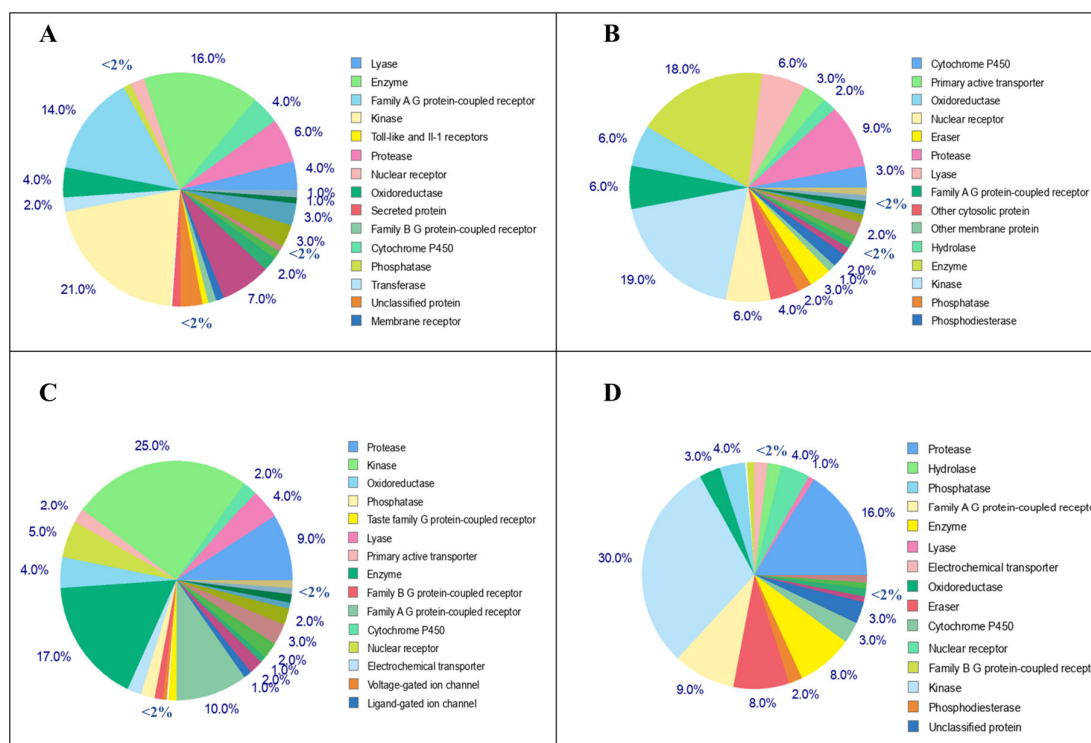 A
<2%
16.0%
14.0%
4.0%
6.0%
4.0%
4.0%
1.0%
1.0%
2.0%
3.0%
3.0%
<2%
2.0%
21.0%
7.0%
<2%
Lyase
Enzyme
Family A G protein-coupled receptor
Kinase
Toll-like and Il-1 receptors
Protease
Nuclear receptor
Oxidoreductase
Secreted protein
Family B G protein-coupled receptor
Cytochrome P450
Phosphatase
Transferase
Unclassified protein
Membrane receptor
B
18.0%
6.0%
3.0%
2.0%
6.0%
9.0%
6.0%
3.0%
<2%
2.0%
<2%
19.0%
2.0%
1.0%
3.0%
2.0%
6.0%
4.0%
Cytochrome P450
Primary active transporter
Oxidoreductase
Nuclear receptor
Eraser
Protease
Lyase
Family A G protein-coupled receptor
Other cytosolic protein
Other membrane protein
Hydrolase
Enzyme
Kinase
Phosphatase
Phosphodiesterase
C
25.0%
2.0%
2.0%
4.0%
5.0%
9.0%
4.0%
<2%
2.0%
3.0%
17.0%
2.0%
1.0%
2.0%
1.0%
<2%
10.0%
Protease
Kinase
Oxidoreductase
Phosphatase
Taste family G protein-coupled receptor
Lyase
Primary active transporter
Enzyme
Family B G protein-coupled receptor
Family A G protein-coupled receptor
Cytochrome P450
Nuclear receptor
Electrochemical transporter
Voltage-gated ion channel
Ligand-gated ion channel
D
4.0%
<2%
4.0%
3.0%
1.0%
16.0%
30.0%
<2%
3.0%
3.0%
8.0%
9.0%
2.0%
8.0%
Protease
Hydrolase
Phosphatase
Family A G protein-coupled receptor
Enzyme
Lyase
Electrochemical transporter
Oxidoreductase
Eraser
Cytochrome P450
Nuclear receptor
Family B G protein-coupled receptor
Kinase
Phosphodiesterase
Unclassified protein